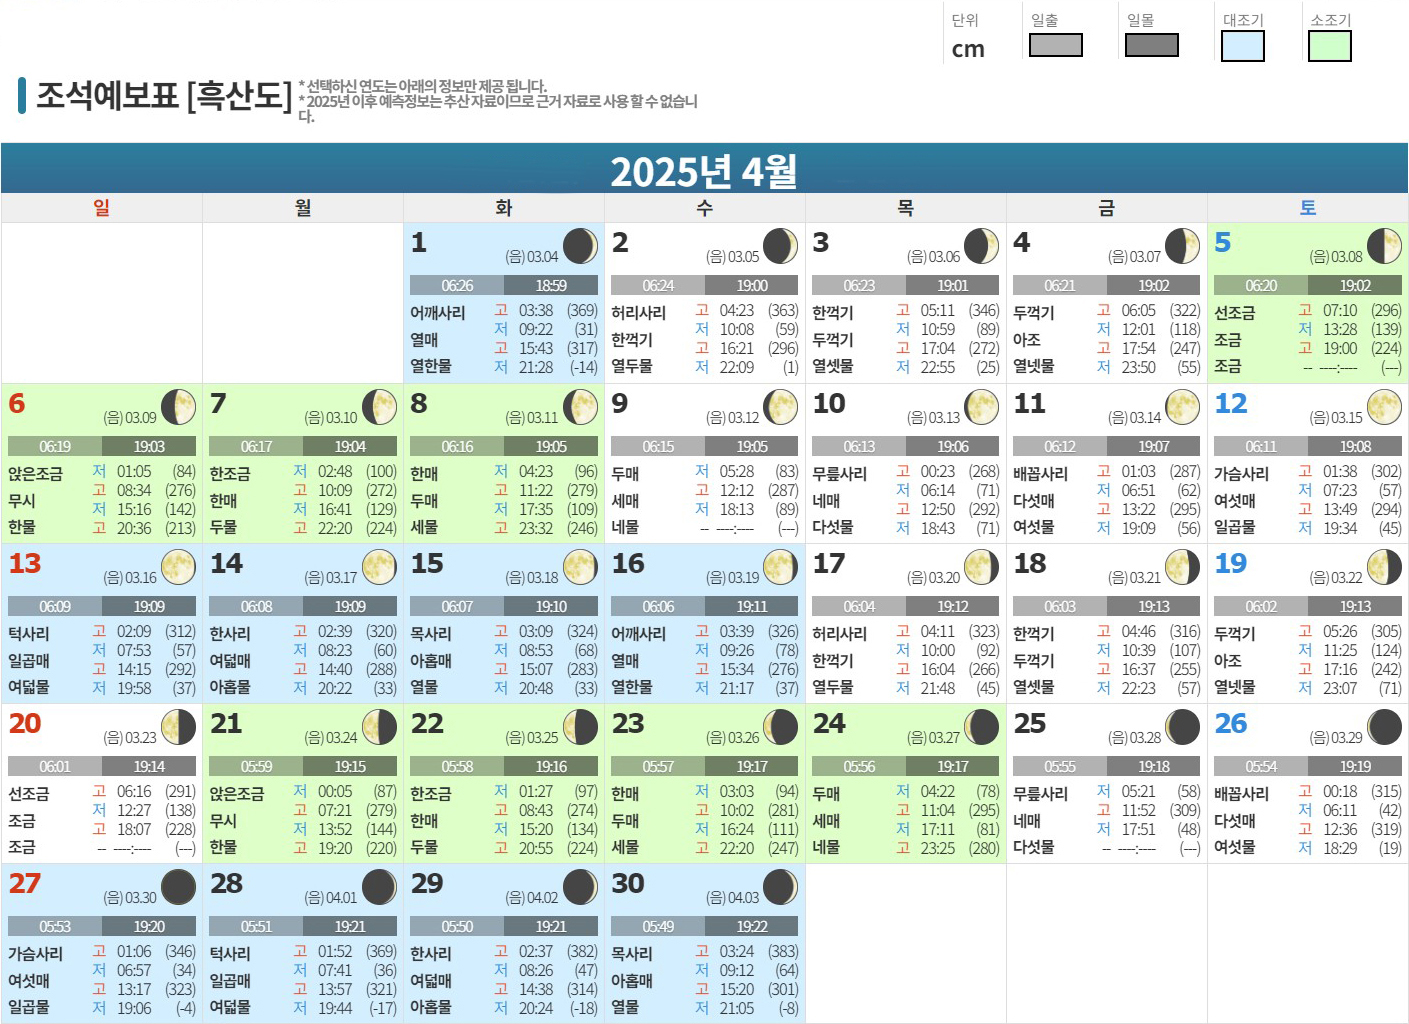 단위 일출 일몰 대조기 소조기
cm
조석예보표 [흑산도]
* 선택하신 연도는 아래의 정보만 제공 됩니다.
* 2025년 이후 예측정보는 추산 자료이므로 근거 자료로 사용 할 수 없습니
다.
2025년 4월
일 월 화 수 목 금 토
1 (음) 03.04
06:26 18:59
어깨사리
열매
열한물
고 03:38 (369)
저 09:22 (31)
고 15:43 (317)
저 21:28 (-14)
2 (음) 03.05
06:24 19:00
허리사리
한꺽기
열두물
고 04:23 (363)
저 10:08 (59)
고 16:21 (296)
저 22:09 (1)
3 (음) 03.06
06:23 19:01
한꺽기
두꺽기
열셋물
고 05:11 (346)
저 10:59 (89)
고 17:04 (272)
저 22:55 (25)
4 (음) 03.07
06:21 19:02
두꺽기
아조
열넷물
고 06:05 (322)
저 12:01 (118)
고 17:54 (247)
저 23:50 (55)
5 (음) 03.08
06:20 19:02
선조금
조금
조금
고 07:10 (296)
저 13:28 (139)
고 19:00 (224)
-- ----:---- (---)
6 (음) 03.09
06:19 19:03
앉은조금
무시
한물
저 01:05 (84)
고 08:34 (276)
저 15:16 (142)
고 20:36 (213)
7 (음) 03.10
06:17 19:04
한조금
한매
두물
저 02:48 (100)
고 10:09 (272)
저 16:41 (129)
고 22:20 (224)
8 (음) 03.11
06:16 19:05
한매
두매
세물
저 04:23 (96)
고 11:22 (279)
저 17:35 (109)
고 23:32 (246)
9 (음) 03.12
06:15 19:05
두매
세매
네물
저 05:28 (83)
고 12:12 (287)
저 18:13 (89)
-- ----:---- (---)
10 (음) 03.13
06:13 19:06
무릎사리
네매
다섯물
고 00:23 (268)
저 06:14 (71)
고 12:50 (292)
저 18:43 (71)
11 (음) 03.14
06:12 19:07
배꼽사리
다섯매
여섯물
고 01:03 (287)
저 06:51 (62)
고 13:22 (295)
저 19:09 (56)
12 (음) 03.15
06:11 19:08
가슴사리
여섯매
일곱물
고 01:38 (302)
저 07:23 (57)
고 13:49 (294)
저 19:34 (45)
13 (음) 03.16
06:09 19:09
턱사리
일곱매
여덟물
고 02:09 (312)
저 07:53 (57)
고 14:15 (292)
저 19:58 (37)
14 (음) 03.17
06:08 19:09
한사리
여덟매
아홉물
고 02:39 (320)
저 08:23 (60)
고 14:40 (288)
저 20:22 (33)
15 (음) 03.18
06:07 19:10
목사리
아홉매
열물
고 03:09 (324)
저 08:53 (68)
고 15:07 (283)
저 20:48 (33)
16 (음) 03.19
06:06 19:11
어깨사리
열매
열한물
고 03:39 (326)
저 09:26 (78)
고 15:34 (276)
저 21:17 (37)
17 (음) 03.20
06:04 19:12
허리사리
한꺽기
열두물
고 04:11 (323)
저 10:00 (92)
고 16:04 (266)
저 21:48 (45)
18 (음) 03.21
06:03 19:13
한꺽기
두꺽기
열셋물
고 04:46 (316)
저 10:39 (107)
고 16:37 (255)
저 22:23 (57)
19 (음) 03.22
06:02 19:13
두꺽기
아조
열넷물
고 05:26 (305)
저 11:25 (124)
고 17:16 (242)
저 23:07 (71)
20 (음) 03.23
06:01 19:14
선조금
조금
조금
고 06:16 (291)
저 12:27 (138)
고 18:07 (228)
-- ----:---- (---)
21 (음) 03.24
05:59 19:15
앉은조금
무시
한물
저 00:05 (87)
고 07:21 (279)
저 13:52 (144)
고 19:20 (220)
22 (음) 03.25
05:58 19:16
한조금
한매
두물
저 01:27 (97)
고 08:43 (274)
저 15:20 (134)
고 20:55 (224)
23 (음) 03.26
05:57 19:17
한매
두매
세물
저 03:03 (94)
고 10:02 (281)
저 16:24 (111)
고 22:20 (247)
24 (음) 03.27
05:56 19:17
두매
세매
네물
저 04:22 (78)
고 11:04 (295)
저 17:11 (81)
고 23:25 (280)
25 (음) 03.28
05:55 19:18
무릎사리
네매
다섯물
저 05:21 (58)
고 11:52 (309)
저 17:51 (48)
-- ----:---- (---)
26 (음) 03.29
05:54 19:19
배꼽사리
다섯매
여섯물
고 00:18 (315)
저 06:11 (42)
고 12:36 (319)
저 18:29 (19)
27 (음) 03.30
05:53 19:20
가슴사리
여섯매
일곱물
고 01:06 (346)
저 06:57 (34)
고 13:17 (323)
저 19:06 (-4)
28 (음) 04.01
05:51 19:21
턱사리
일곱매
여덟물
고 01:52 (369)
저 07:41 (36)
고 13:57 (321)
저 19:44 (-17)
29 (음) 04.02
05:50 19:21
한사리
여덟매
아홉물
고 02:37 (382)
저 08:26 (47)
고 14:38 (314)
저 20:24 (-18)
30 (음) 04.03
05:49 19:22
목사리
아홉매
열물
고 03:24 (383)
저 09:12 (64)
고 15:20 (301)
저 21:05 (-8)